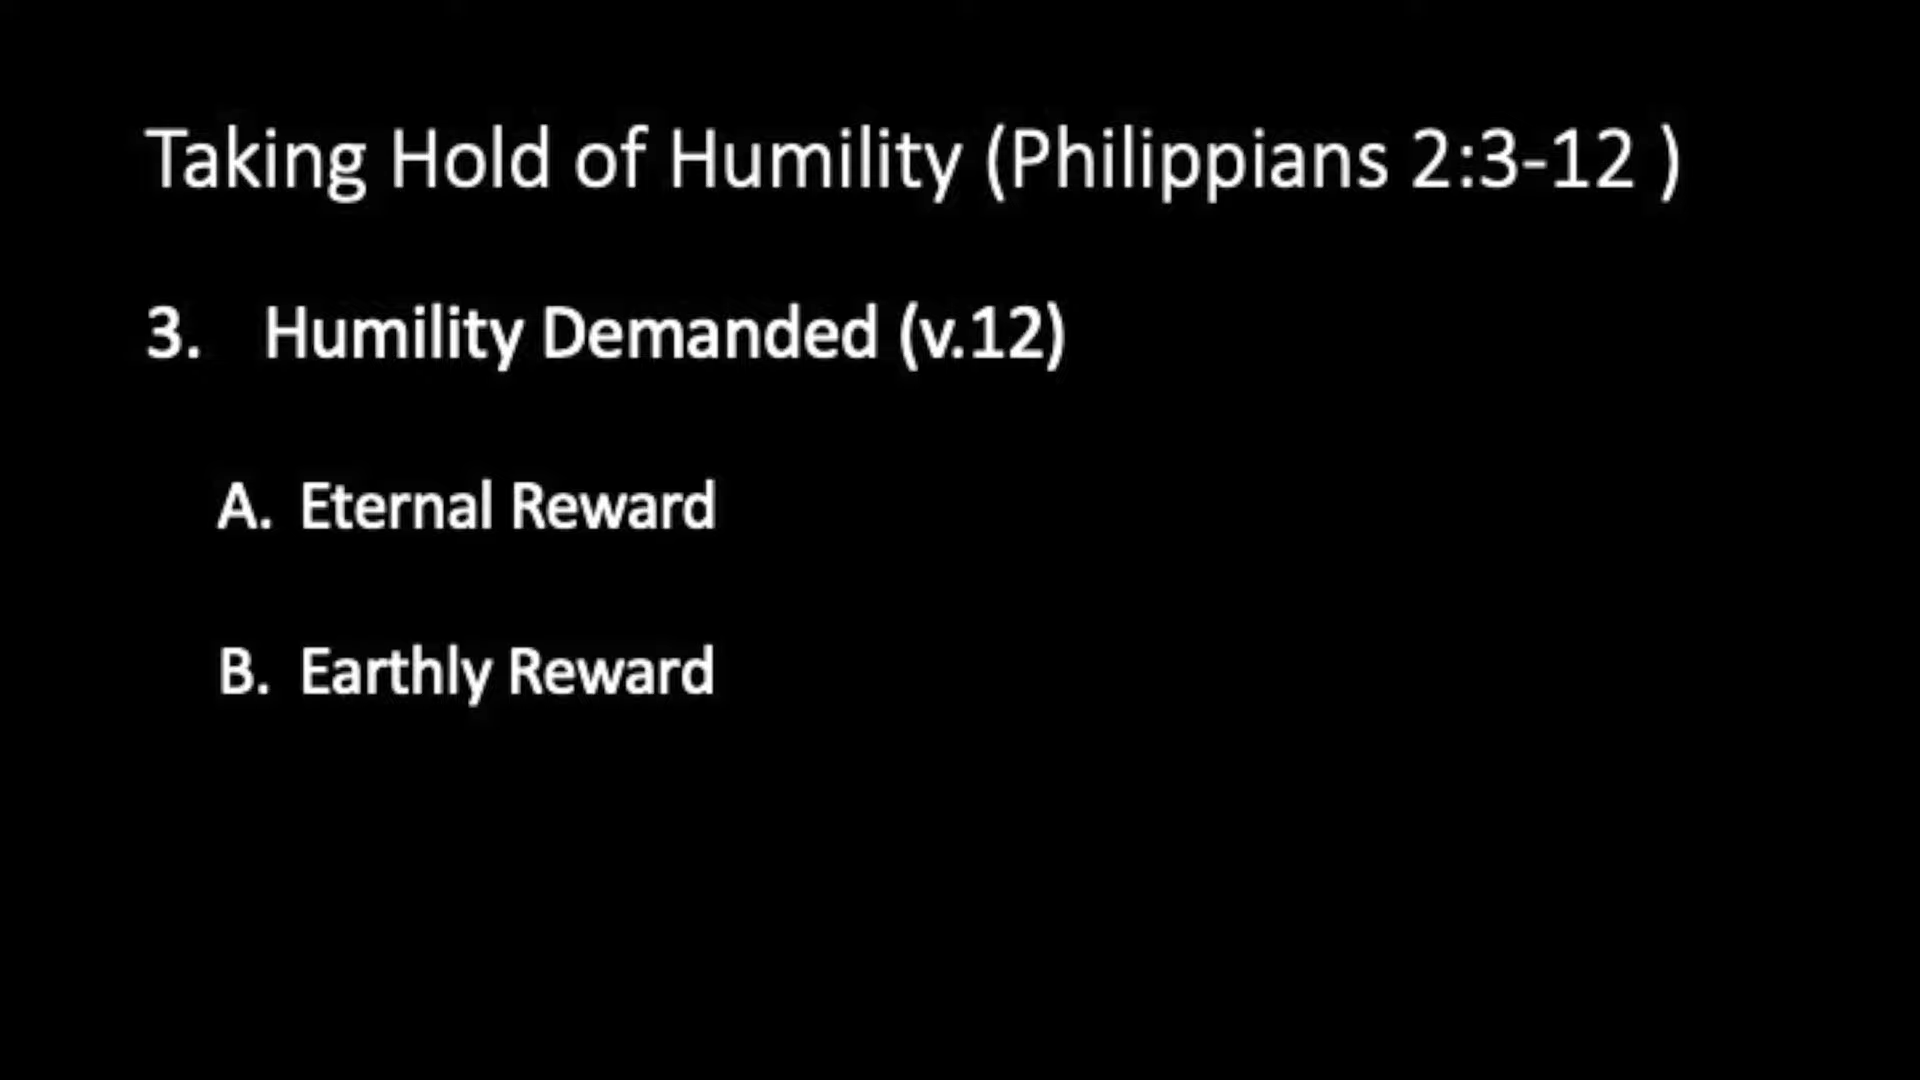 Taking Hold of Humility (Philippians 2:3-12 )
3. Humility Demanded (v.12)
A. Eternal Reward
B. Earthly Reward